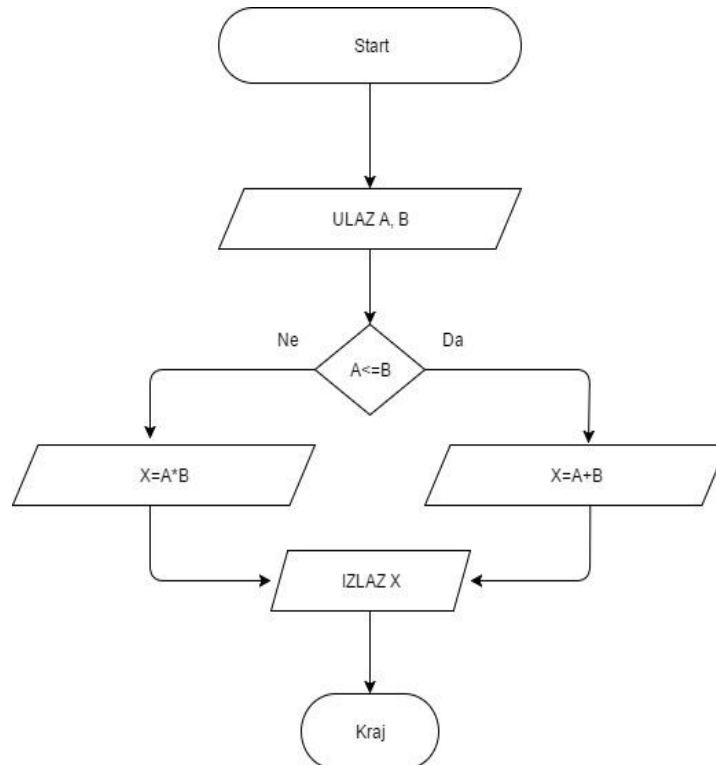 Start
ULAZ A, B
Ne
Da
A<=B
X=A*B
X=A+B
IZLAZ X
Kraj